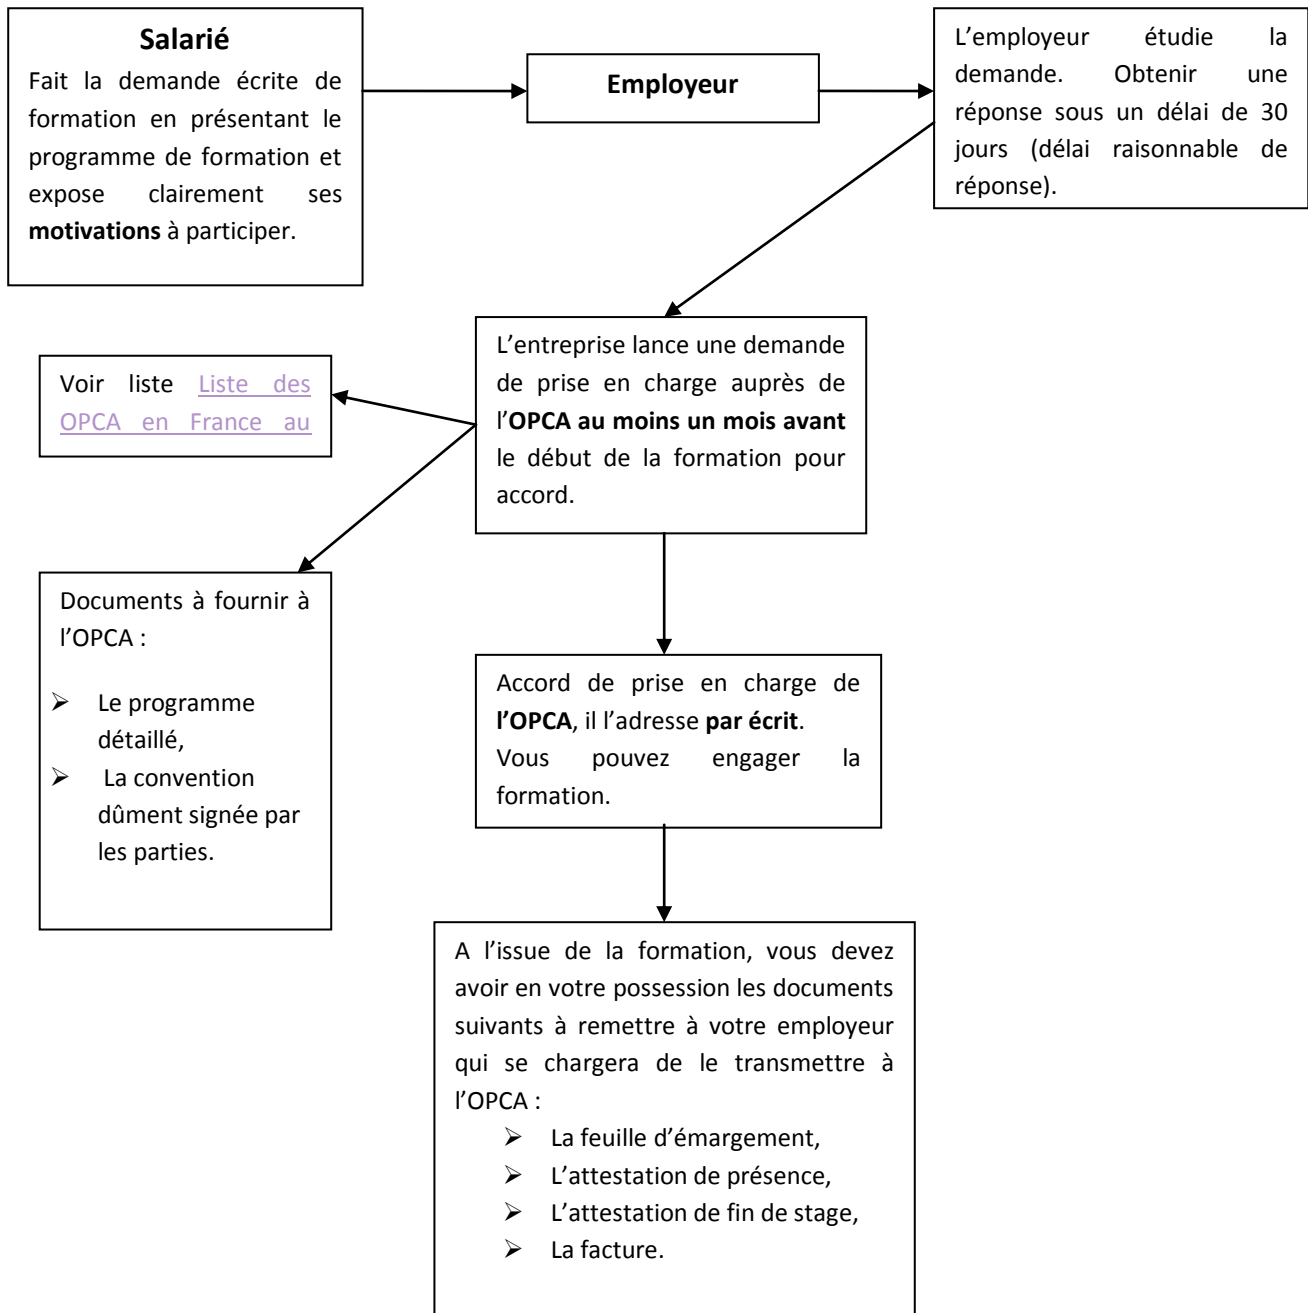 Salarié
Fait la demande écrite de
formation en présentant le
programme de formation et
expose clairement ses
motivations à participer.
Employeur
L’employeur étudie la
demande. Obtenir une
réponse sous un délai de 30
jours (délai raisonnable de
réponse).
L’entreprise lance une demande
de prise en charge auprès de
l’OPCA au moins un mois avant
le début de la formation pour
accord.
Voir liste Liste des
OPCA en France au
Documents à fournir à
l’OPCA :
➢ Le programme
détaillé,
➢ La convention
dûment signée par
les parties.
Accord de prise en charge de
l’OPCA, il l’adresse par écrit.
Vous pouvez engager la
formation.
A l’issue de la formation, vous devez
avoir en votre possession les documents
suivants à remettre à votre employeur
qui se chargera de le transmettre à
l’OPCA :
➢ La feuille d’émargement,
➢ L’attestation de présence,
➢ L’attestation de fin de stage,
➢ La facture.